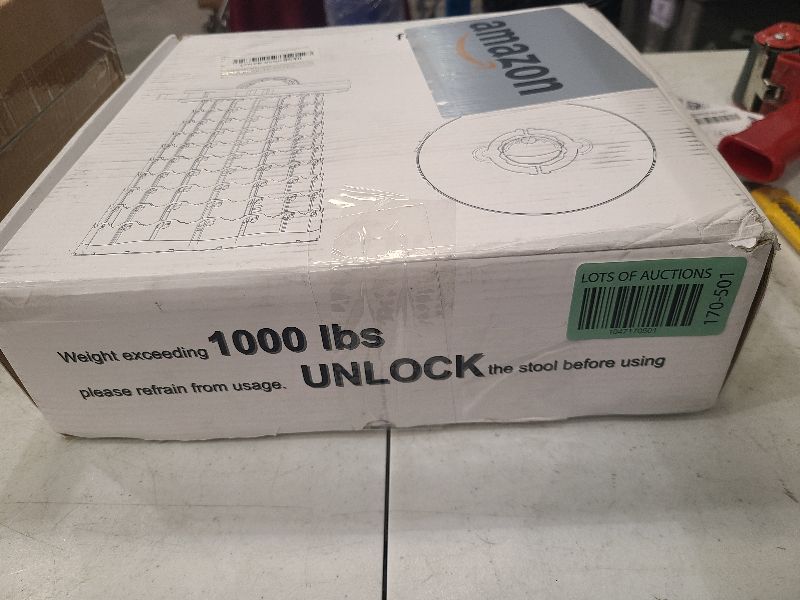 amazon
LOTS OF AUCTIONS
1047170501
170-501
Weight exceeding 1000 lbs
please refrain from usage. UNLOCK the stool before using